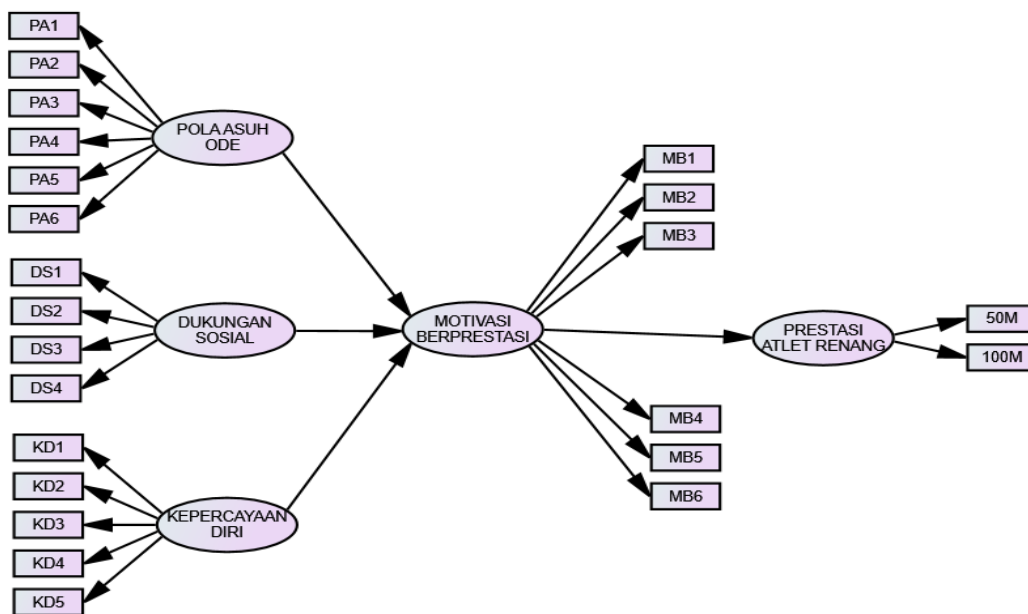 PA1
PA2
PA3
PA4
PA5
PA6
POLA ASUH
ODE
DS1
DS2
DS3
DS4
DUKUNGAN
SOSIAL
KD1
KD2
KD3
KD4
KD5
KEPERCAYAAN
DIRI
MOTIVASI
BERPRESTASI
MB1
MB2
MB3
MB4
MB5
MB6
PRESTASI
ATLET RENANG
50M
100M